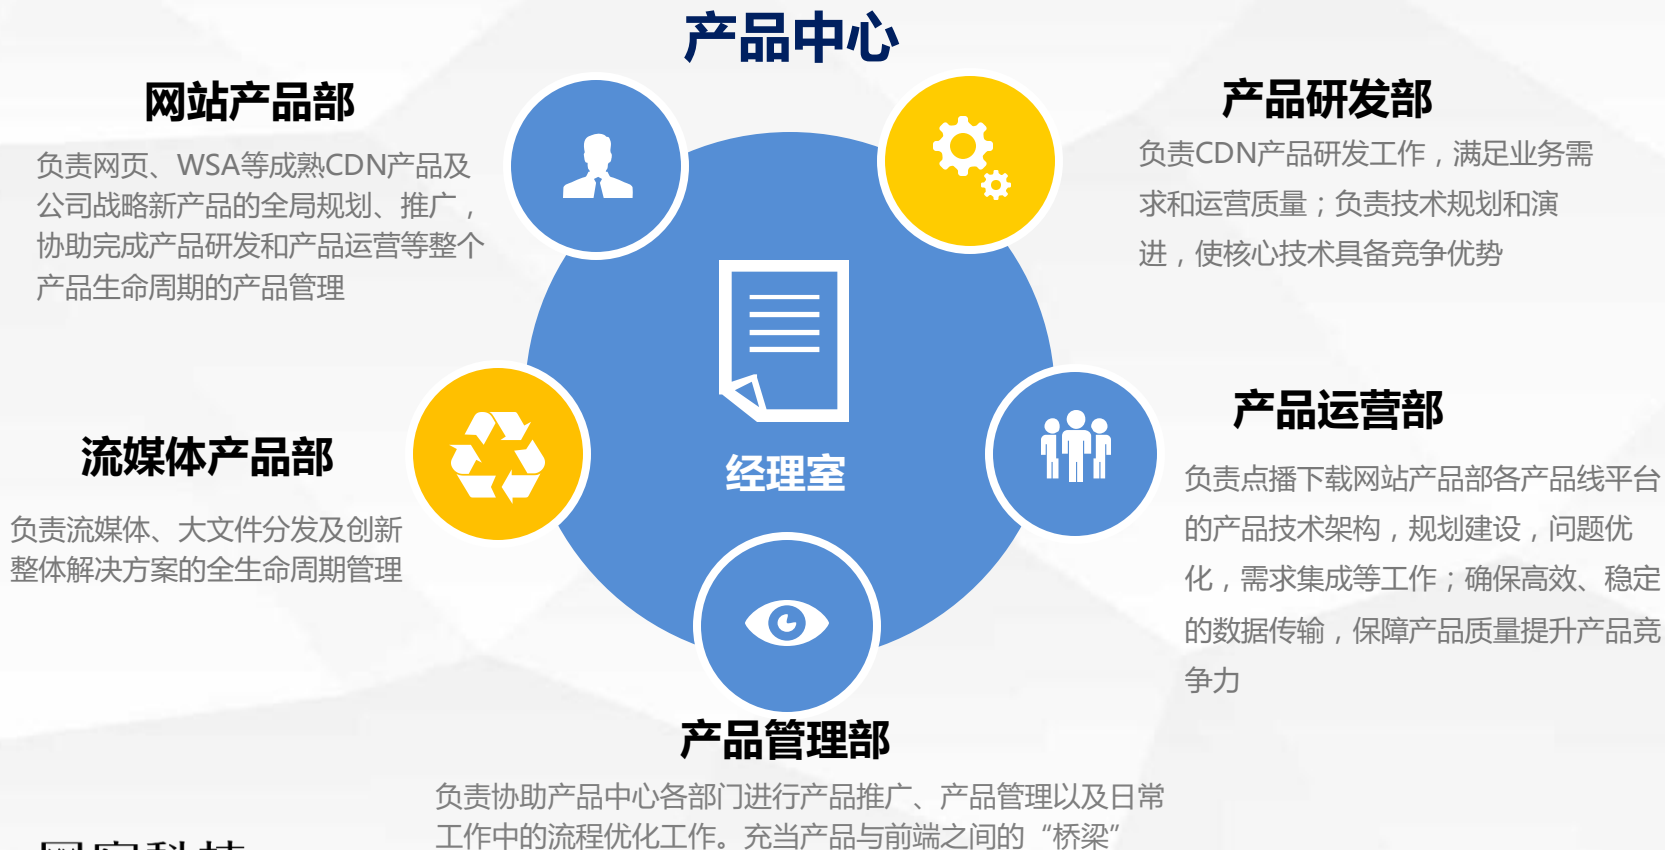 产品中心
网站产品部
负责网页、WSA等成熟CDN产品及
公司战略新产品的全局规划、推广，
协助完成产品研发和产品运营等整个
产品生命周期的产品管理
产品研发部
负责CDN产品研发工作，满足业务需
求和运营质量；负责技术规划和演
进，使核心技术具备竞争优势
流媒体产品部
负责流媒体、大文件分发及创新
整体解决方案的全生命周期管理
经理室
产品运营部
负责点播下载网站产品部各产品线平台
的产品技术架构，规划建设，问题优
化，需求集成等工作；确保高效、稳定
的数据传输，保障产品质量提升产品竞
争力
产品管理部
负责协助产品中心各部门进行产品推广、产品管理以及日常
工作中的流程优化工作。充当产品与前端之间的“桥梁”